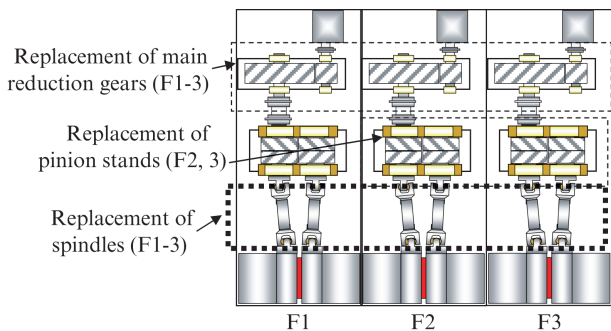 Replacement of main
reduction gears (F1-3)
Replacement of
pinion stands (F2, 3)
Replacement of
spindles (F1-3)
F1
F2
F3